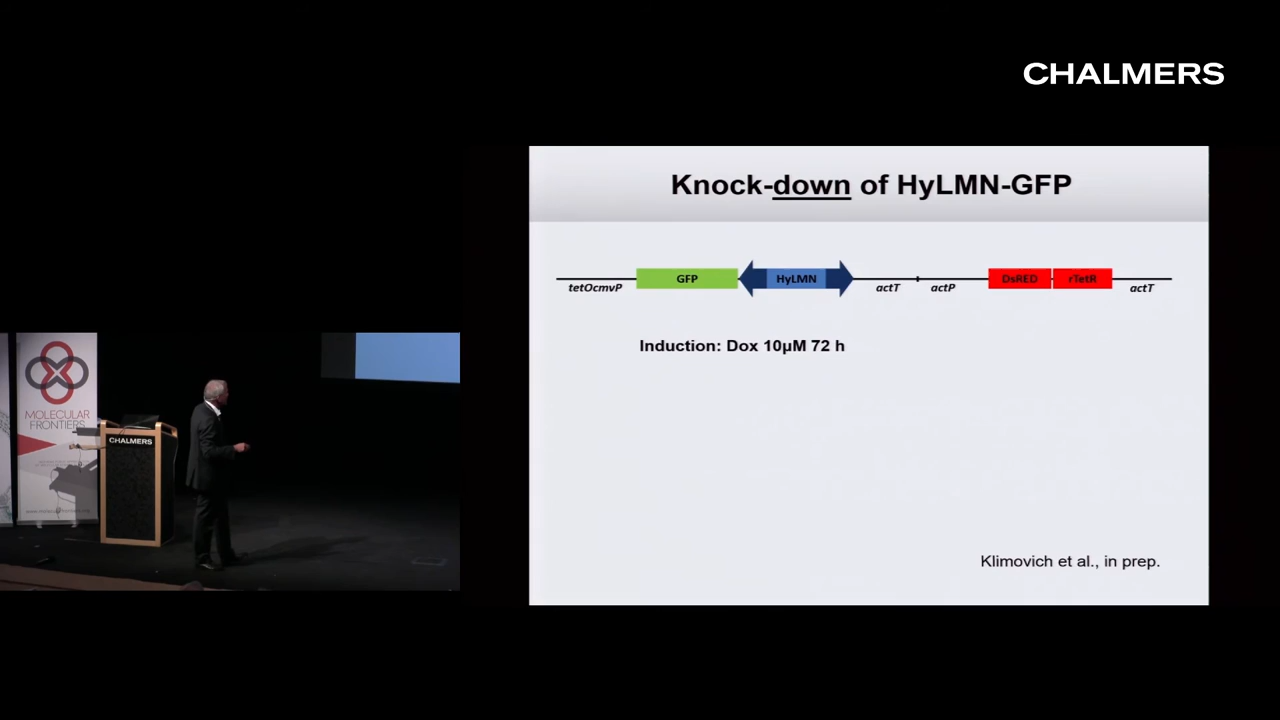 CHALMERS
Knock-down of HyLMN-GFP
GFP
HyLMN
DsRED
rTetR
tetOcmvP
actT
actP
actT
Induction: Dox 10µM 72 h
Klimovich et al., in prep.
MOLECULAR
FRONTIERS
CHALMERS